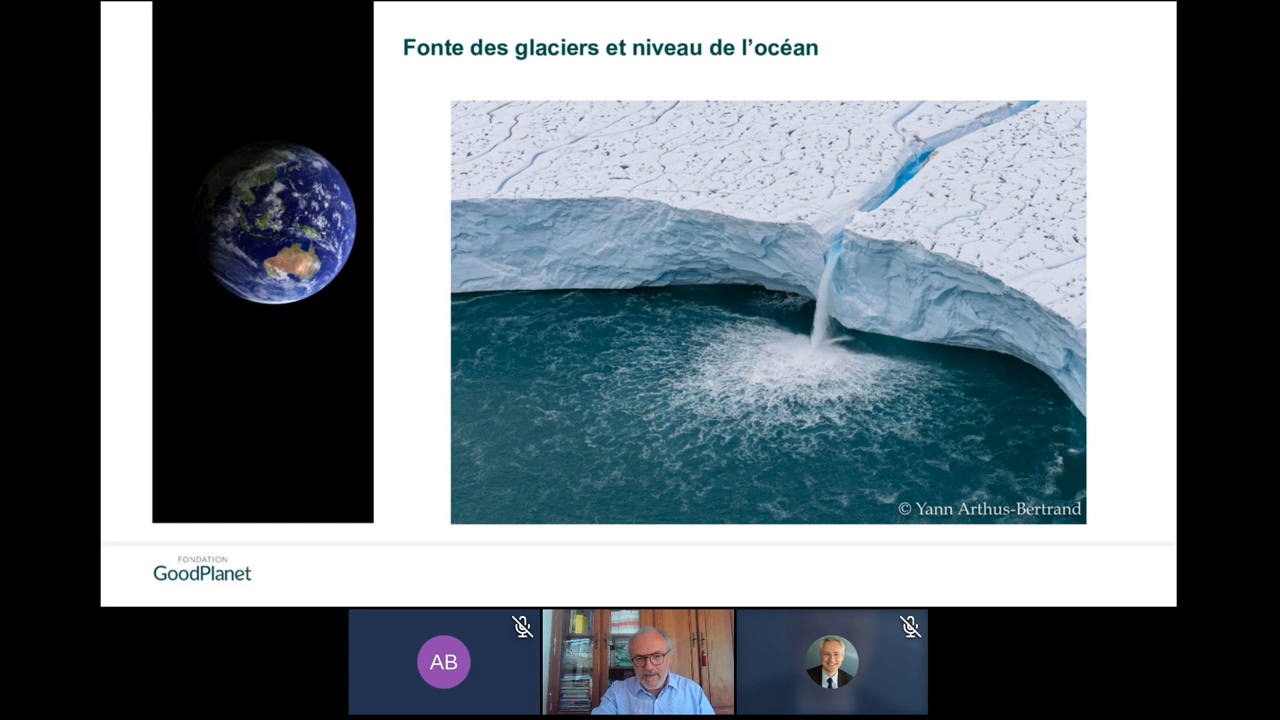 Fonte des glaciers et niveau de l’océan
© Yann Arthus-Bertrand
FONDATION
GoodPlanet
AB